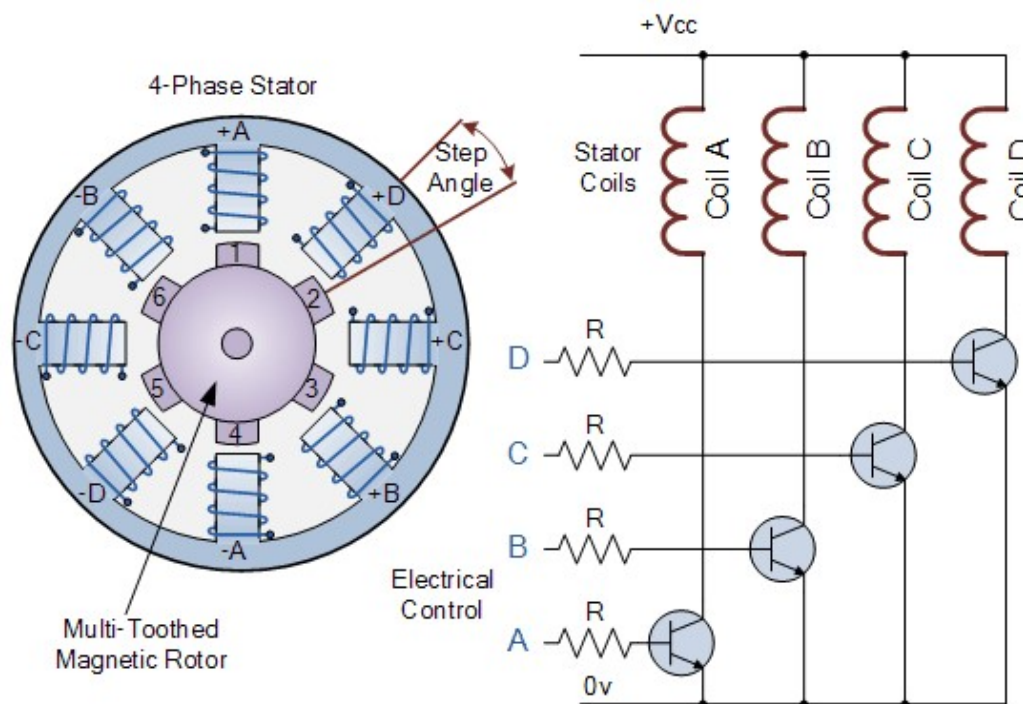 +Vcc
4-Phase Stator
+A
-B
+D
Step
Angle
Stator
Coils
Coil A
Coil B
Coil C
Coil D
1
6
2
-C
+C
5
3
4
-D
+B
-A
D
R
C
R
B
R
A
R
0v
Electrical
Control
Multi-Toothed
Magnetic Rotor